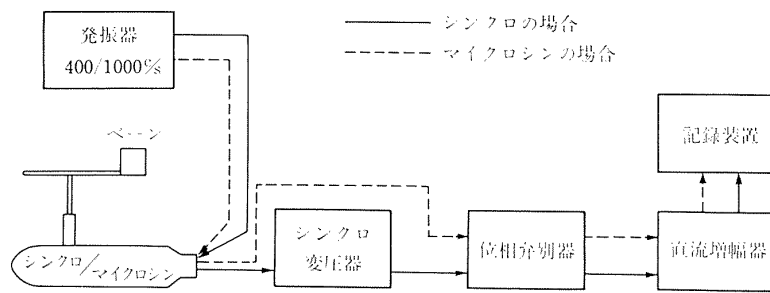 発振器
400/1000c/s
シンクロの場合
マイクロシンの場合
ベーン
記録装置
シンクロ/マイクロシン
シンクロ
変圧器
位相弁別器
直流増幅器